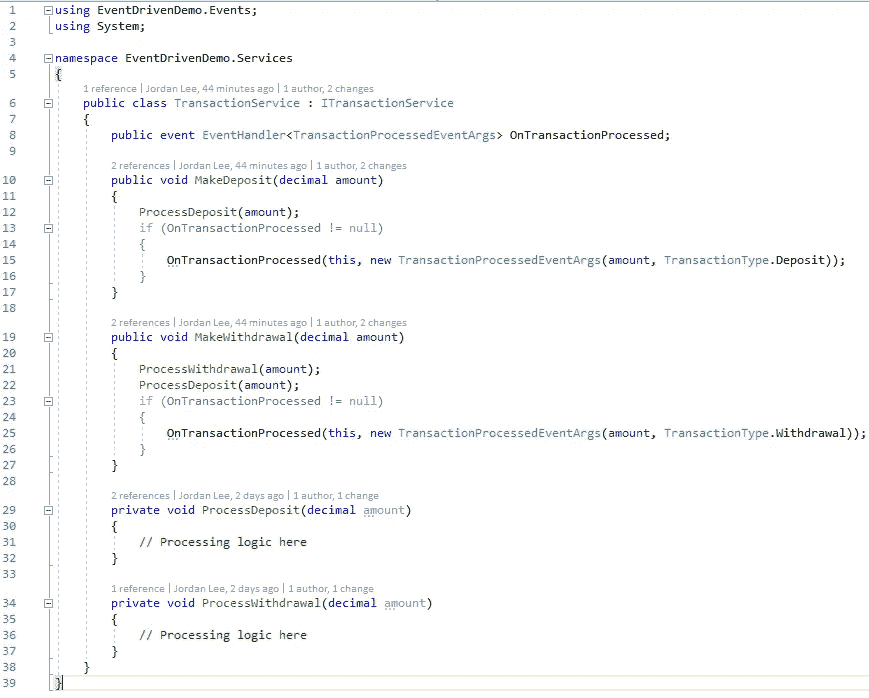 1 using EventDrivenDemo.Events;
2 using System;
3
4 namespace EventDrivenDemo.Services
5 {
1 reference | Jordan Lee, 44 minutes ago | 1 author, 2 changes
6 public class TransactionService : ITransactionService
7 {
8 public event EventHandler<TransactionProcessedEventArgs> OnTransactionProcessed;
9
2 references | Jordan Lee, 44 minutes ago | 1 author, 2 changes
10 public void MakeDeposit(decimal amount)
11 {
12 ProcessDeposit(amount);
13 if (OnTransactionProcessed != null)
14 {
15 OnTransactionProcessed(this, new TransactionProcessedEventArgs(amount, TransactionType.Deposit));
16 }
17 }
18
2 references | Jordan Lee, 44 minutes ago | 1 author, 2 changes
19 public void MakeWithdrawal(decimal amount)
20 {
21 ProcessWithdrawal(amount);
22 ProcessDeposit(amount);
23 if (OnTransactionProcessed != null)
24 {
25 OnTransactionProcessed(this, new TransactionProcessedEventArgs(amount, TransactionType.Withdrawal));
26 }
27 }
28
2 references | Jordan Lee, 2 days ago | 1 author, 1 change
29 private void ProcessDeposit(decimal amount)
30 {
31 // Processing logic here
32 }
33
1 reference | Jordan Lee, 2 days ago | 1 author, 1 change
34 private void ProcessWithdrawal(decimal amount)
35 {
36 // Processing logic here
37 }
38 }
39 }